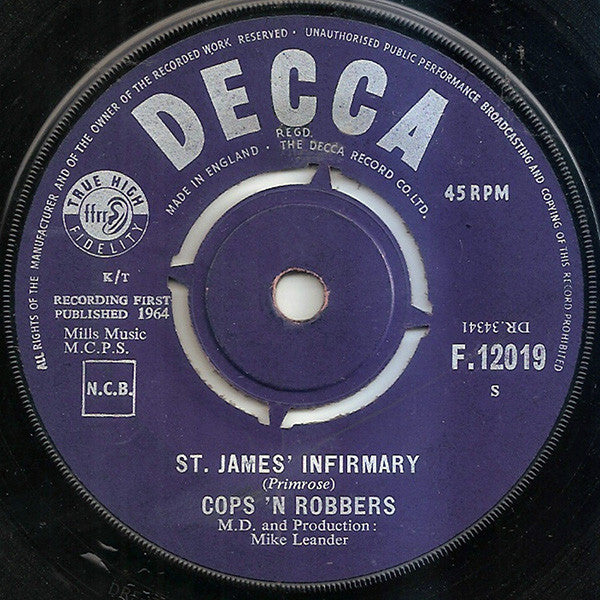 ALL RIGHTS OF THE MANUFACTURER AND OF THE OWNER OF THE RECORDED WORK RESERVED · UNAUTHORISED PUBLIC PERFORMANCE BROADCASTING AND COPYING OF THIS RECORD PROHIBITED
DECCA
REGD.
MADE IN ENGLAND · THE DECCA RECORD CO. LTD.
TRUE HIGH
ffrr
FIDELITY
45 RPM
K/T
RECORDING FIRST
PUBLISHED 1964
Mills Music
M.C.P.S.
N.C.B.
DR.34341
F.12019
S
ST. JAMES' INFIRMARY
(Primrose)
COPS 'N ROBBERS
M.D. and Production:
Mike Leander